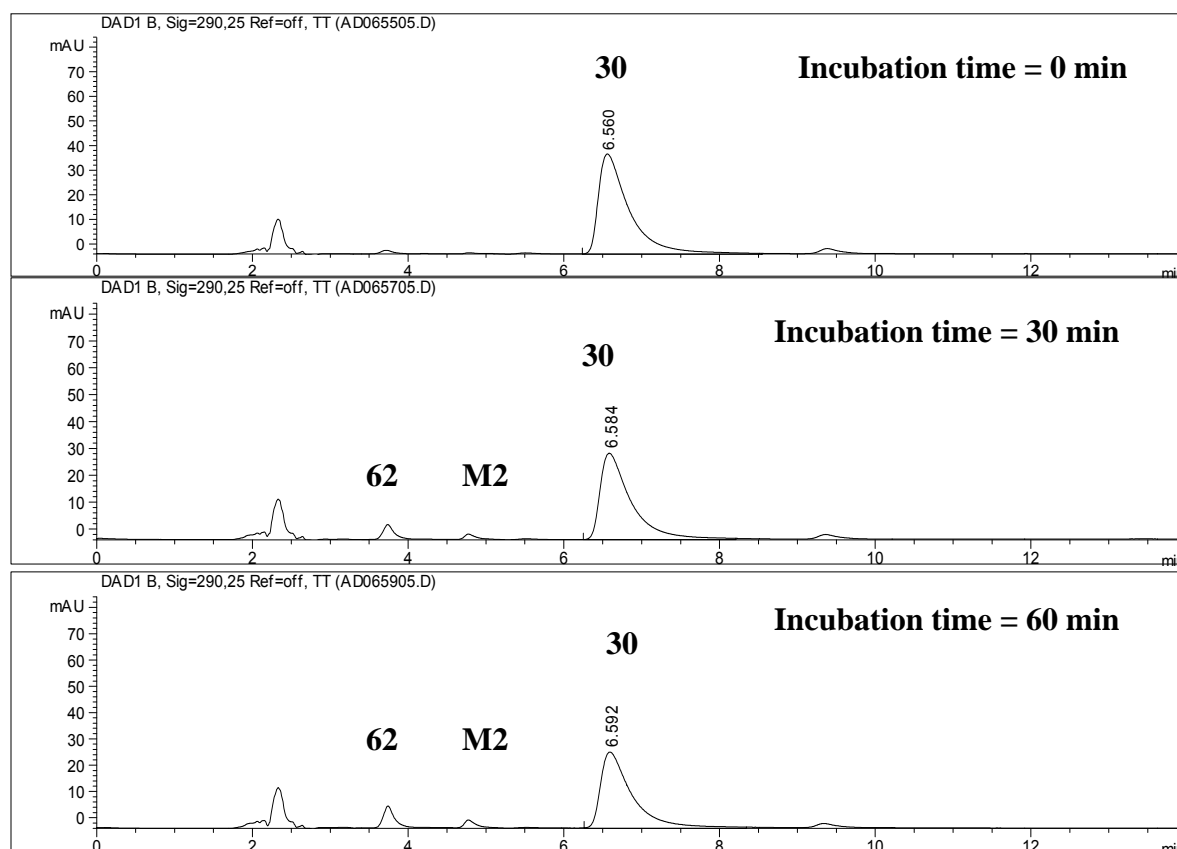 DAD1 B, Sig=290,25 Ref=off, TT (AD065505.D)
mAU
30
Incubation time = 0 min
70
60
50
40
30
20
10
0
6.560
0 2 4 6 8 10 12 mi
DAD1 B, Sig=290,25 Ref=off, TT (AD065705.D)
mAU
Incubation time = 30 min
30
70
60
50
40
30
20
10
0
6.584
62 M2
0 2 4 6 8 10 12 mi
DAD1 B, Sig=290,25 Ref=off, TT (AD065905.D)
mAU
Incubation time = 60 min
30
70
60
50
40
30
20
10
0
6.592
62 M2
0 2 4 6 8 10 12 mi